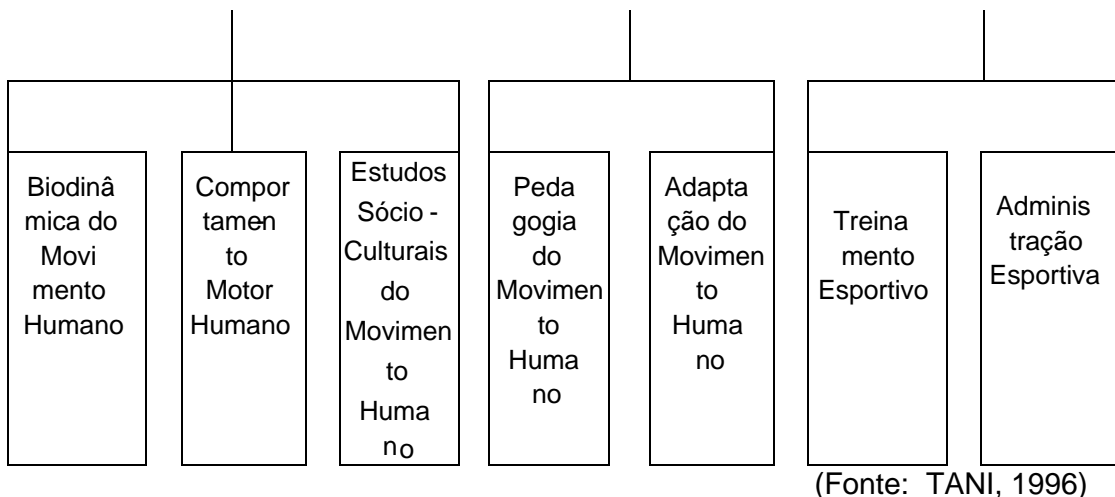 Biodinâ
mica do
Movi
mento
Humano
Compor
tamen-
to
Motor
Humano
Estudos
Sócio -
Culturais
do
Movimen
to
Huma
no
Peda
gogia
do
Movimen
to
Huma
no
Adapta
ção do
Movimen
to
Huma
no
Treina
mento
Esportivo
Adminis
tração
Esportiva
(Fonte: TANI, 1996)